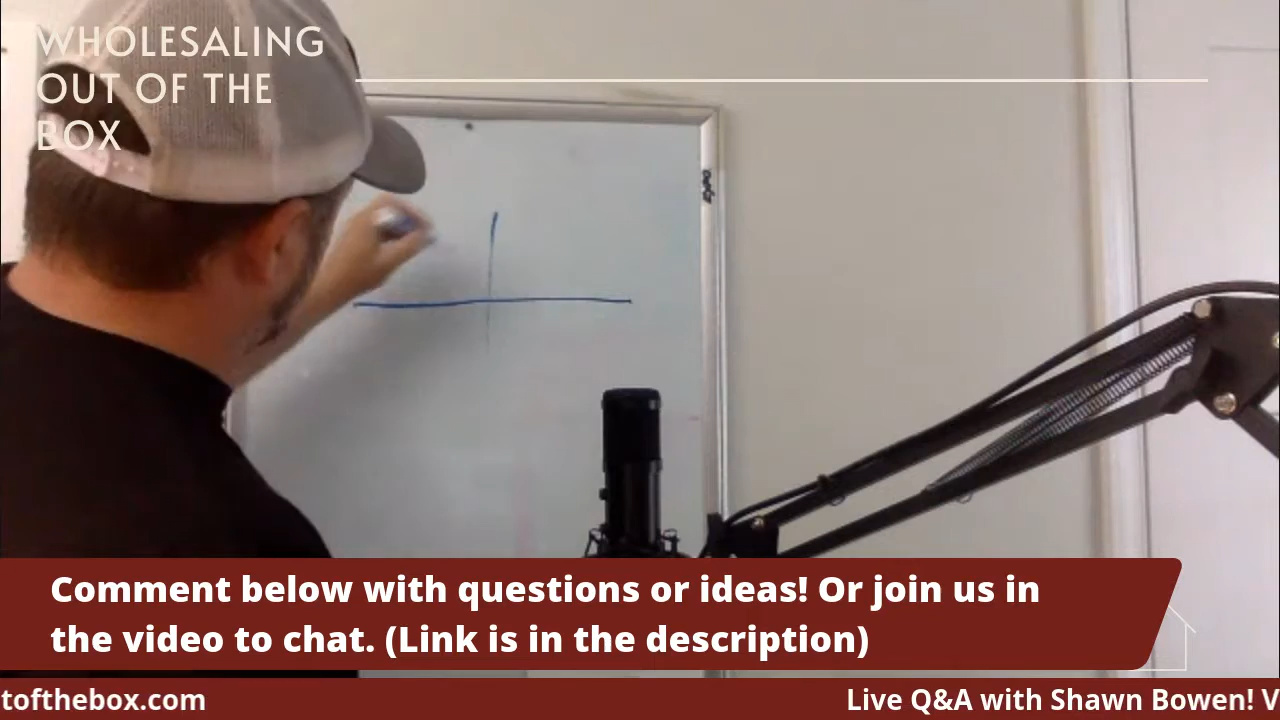 WHOLESALING
OUT OF THE
BOX
Comment below with questions or ideas! Or join us in
the video to chat. (Link is in the description)
tofthebox.com
Live Q&A with Shawn Bowen! V